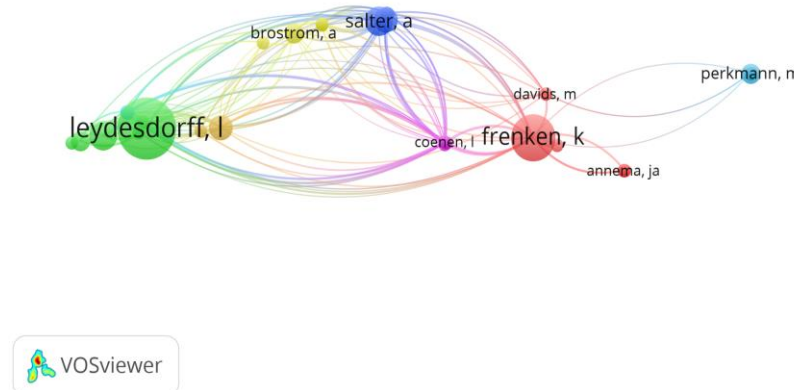 salter, a
brostrom, a
perkmann, m
davids, m
leydesdorff, l
frenken, k
coenen, l
annema, ja
VOSviewer